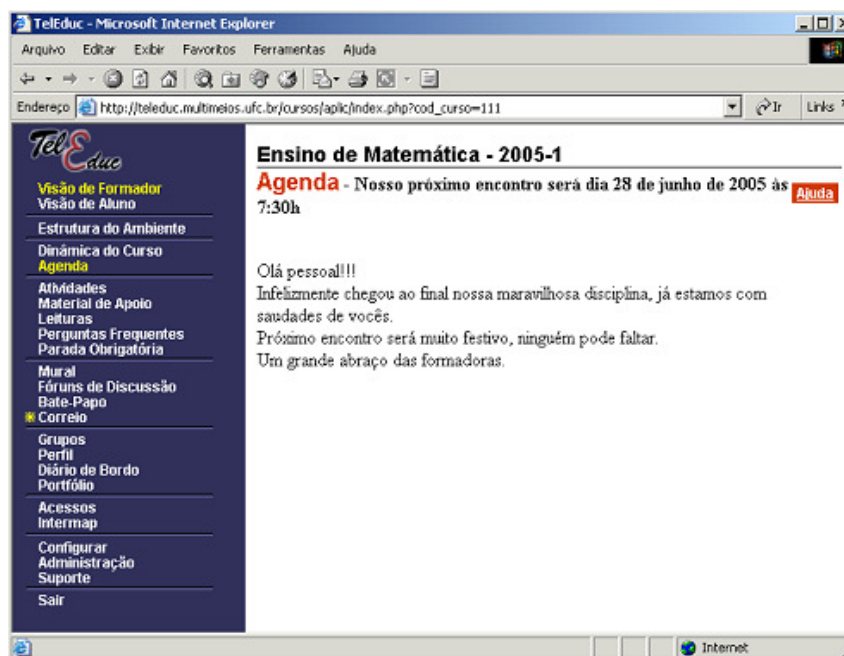 TelEduc - Microsoft Internet Explorer
Arquivo Editar Exibir Favoritos Ferramentas Ajuda
Endereço http://teleduc.multimeios.ufc.br/cursos/aplic/index.php?cod_curso=111 Ir Links
TelEduc
Visão de Formador
Visão de Aluno
Estrutura do Ambiente
Dinâmica do Curso
Agenda
Atividades
Material de Apoio
Leituras
Perguntas Frequentes
Parada Obrigatória
Mural
Fóruns de Discussão
Bate-Papo
Correio
Grupos
Perfil
Diário de Bordo
Portfólio
Acessos
Intermap
Configurar
Administração
Suporte
Sair
Ensino de Matemática - 2005-1
Agenda - Nosso próximo encontro será dia 28 de junho de 2005 às
7:30h
Ajuda
Olá pessoal!!!
Infelizmente chegou ao final nossa maravilhosa disciplina, já estamos com
saudades de vocês.
Próximo encontro será muito festivo, ninguém pode faltar.
Um grande abraço das formadoras.
Internet